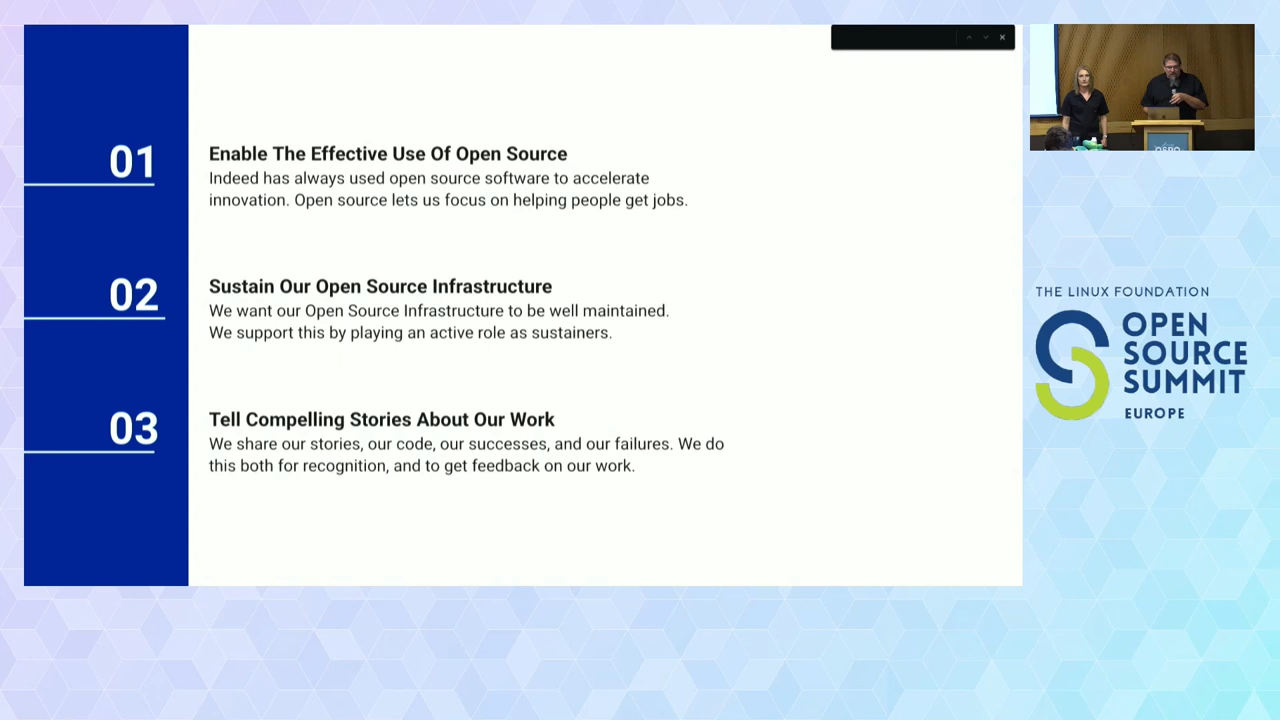 01
Enable The Effective Use Of Open Source
Indeed has always used open source software to accelerate
innovation. Open source lets us focus on helping people get jobs.
02
Sustain Our Open Source Infrastructure
We want our Open Source Infrastructure to be well maintained.
We support this by playing an active role as sustainers.
03
Tell Compelling Stories About Our Work
We share our stories, our code, our successes, and our failures. We do
this both for recognition, and to get feedback on our work.
OSPO
THE LINUX FOUNDATION
OPEN
SOURCE
SUMMIT
EUROPE